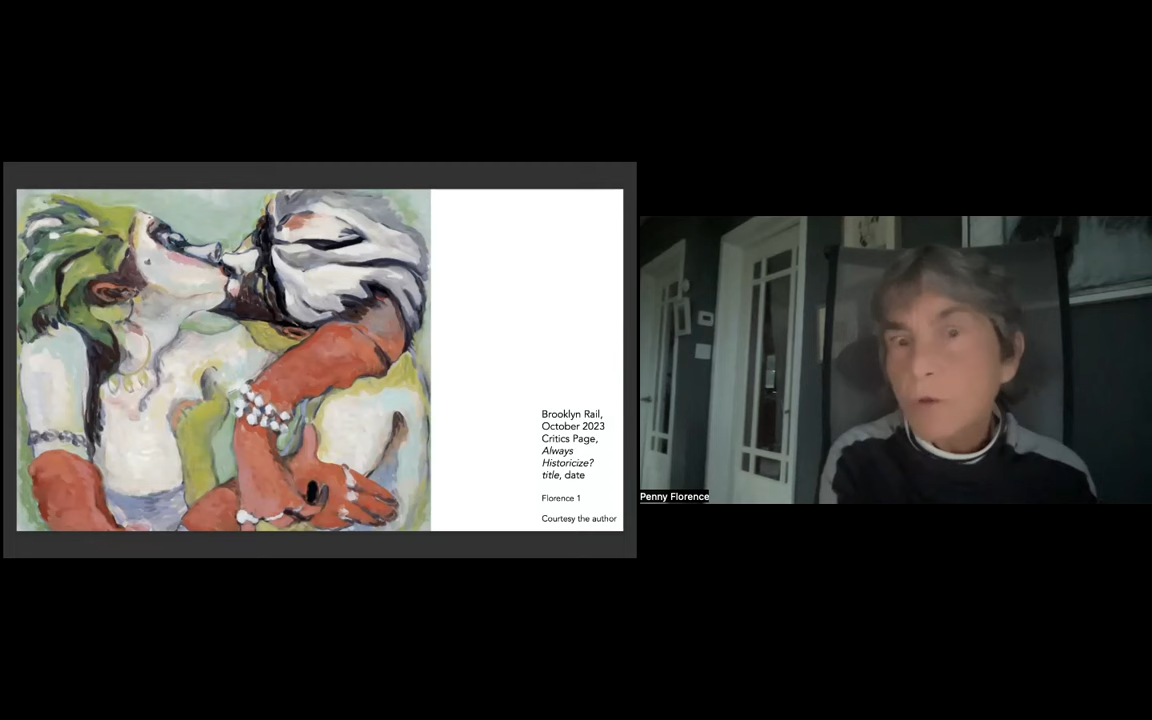 Brooklyn Rail,
October 2023
Critics Page,
Always
Historicize?
title, date
Florence 1
Courtesy the author
Penny Florence